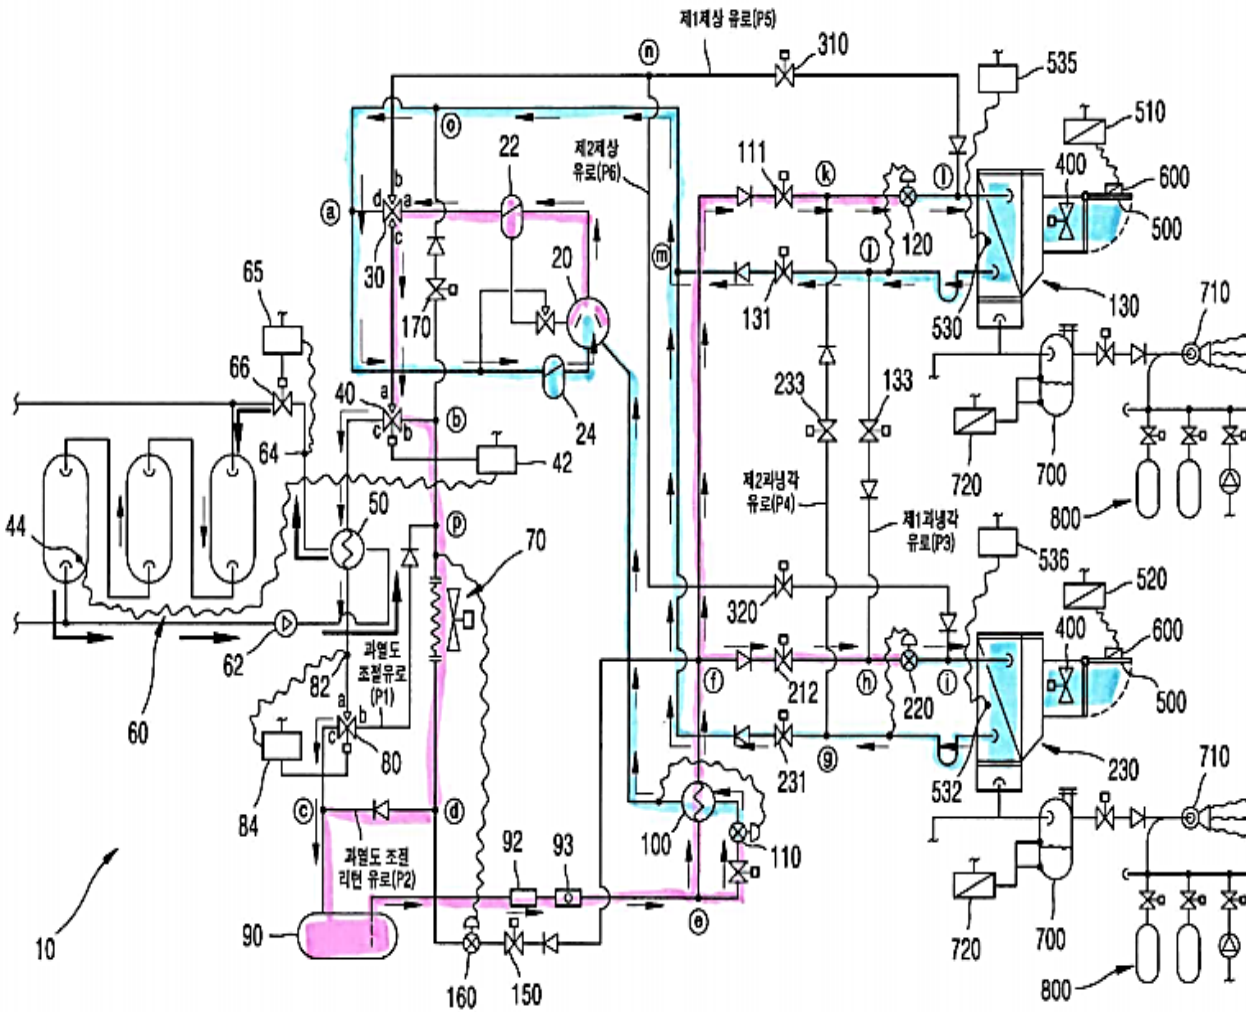 제1제상 유로(P5)
n
310
535
510
o
22
제2제상
유로(P6)
111
k
l
400
600
b
a
d
a
c
30
20
120
500
m
j
65
170
131
530
130
710
66
a
40
c
b
b
24
233
133
64
42
720
700
제2과냉각
유로(P4)
800
50
p
44
70
제1과냉각
유로(P3)
536
520
320
60
62
과열도
조절유로
(P1)
82
a
b
c
80
f
212
h
220
i
400
600
500
84
231
g
532
230
710
c
d
100
110
과열도 조절
리턴 유로(P2)
92
93
10
90
e
160
150
720
700
800